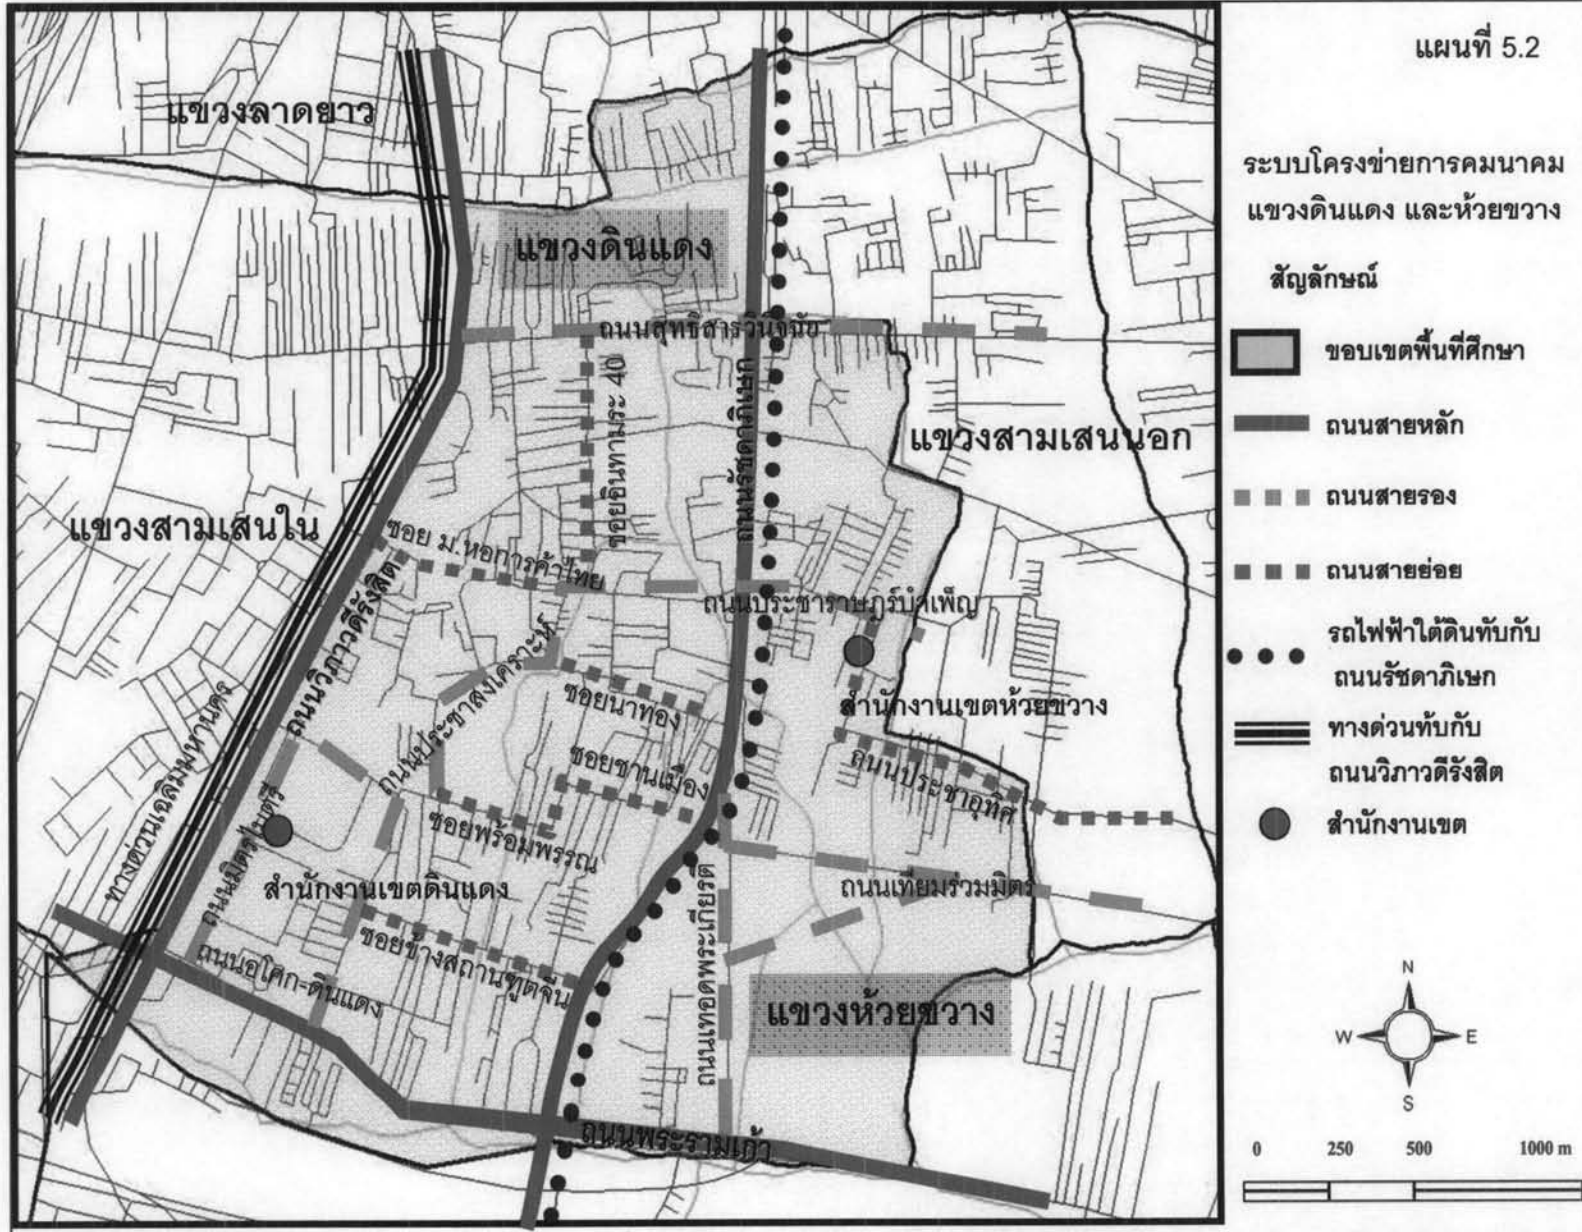 แผนที่ 5.2
ระบบโครงข่ายการคมนาคม
แขวงดินแดง และห้วยขวาง
สัญลักษณ์
ขอบเขตพื้นที่ศึกษา
ถนนสายหลัก
ถนนสายรอง
ถนนสายย่อย
รถไฟฟ้าใต้ดินทับกับ
ถนนรัชดาภิเษก
ทางด่วนทับกับ
ถนนวิภาวดีรังสิต
สำนักงานเขต
N
W
E
S
0 250 500 1000 m
แขวงลาดยาว
แขวงดินแดง
ถนนสุทธิสารวินิจฉัย
ซอยอินทามระ 40
ถนนรัชดาภิเษก
แขวงสามเสนนอก
แขวงสามเสนใน
ซอย ม.หอการค้าไทย
ถนนวิภาวดีรังสิต
ถนนประชาราษฎร์บำเพ็ญ
ถนนประชาสงเคราะห์
ซอยนาทอง
สำนักงานเขตห้วยขวาง
ซอยชานเมือง
ถนนประชาอุทิศ
ทางด่วนเฉลิมมหานคร
ถนนมิตรไมตรี
ซอยพร้อมพรรณ
สำนักงานเขตดินแดง
ถนนเทียมร่วมมิตร
ซอยข้างสถานฑูตจีน
ถนนอโศก-ดินแดง
ถนนเทอดพระเกียรติ
แขวงห้วยขวาง
ถนนพระรามเก้า